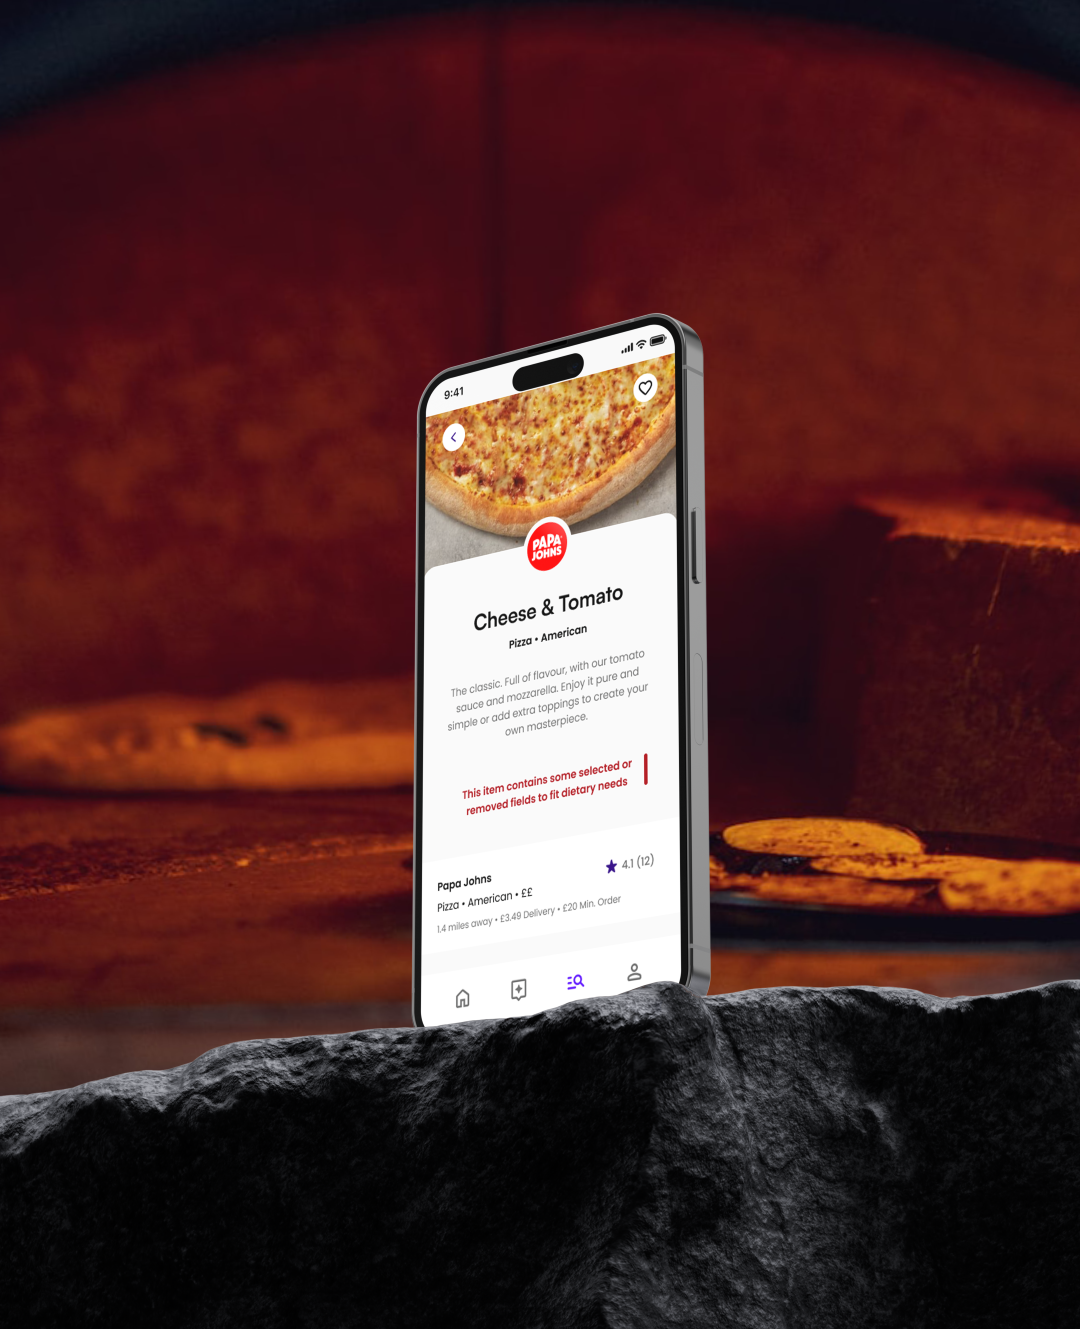 9:41
PAPA
JOHNS
Cheese & Tomato
Pizza • American
The classic. Full of flavour, with our tomato
sauce and mozzarella. Enjoy it pure and
simple or add extra toppings to create your
own masterpiece.
This item contains some selected or
removed fields to fit dietary needs
Papa Johns
4.1 (12)
Pizza • American • ££
1.4 miles away • £3.49 Delivery • £20 Min. Order